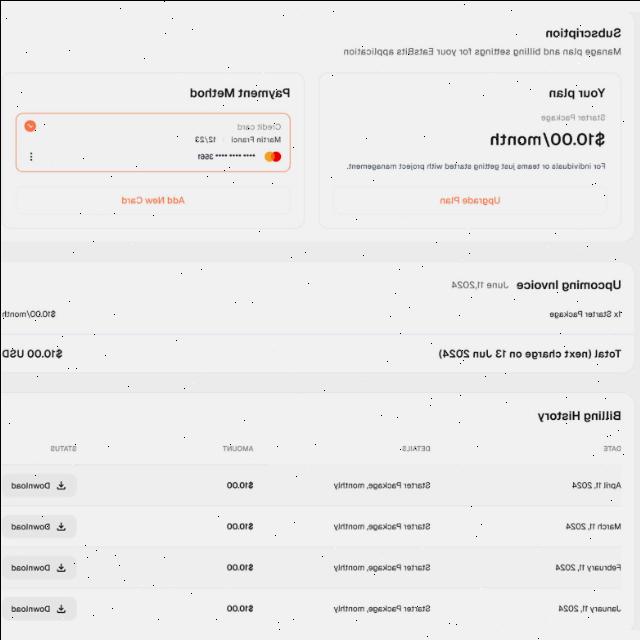 Subscription
Manage plan and billing settings for your EatsBits application
Your plan
Starter Package
$10.00/month
For individuals or teams just getting started with project management.
Upgrade Plan
Payment Method
Credit card
Martin Franci 12/23
•••• •••• •••• 3661
Add New Card
Upcoming Invoice June 11,2024
1x Starter Package $10.00/month
Total (next charge on 13 Jun 2024) $10.00 USD
Billing History
DATE DETAILS AMOUNT STATUS
April 11, 2024 Starter Package, monthly $10.00 Download
March 11, 2024 Starter Package, monthly $10.00 Download
February 11, 2024 Starter Package, monthly $10.00 Download
January 11, 2024 Starter Package, monthly $10.00 Download